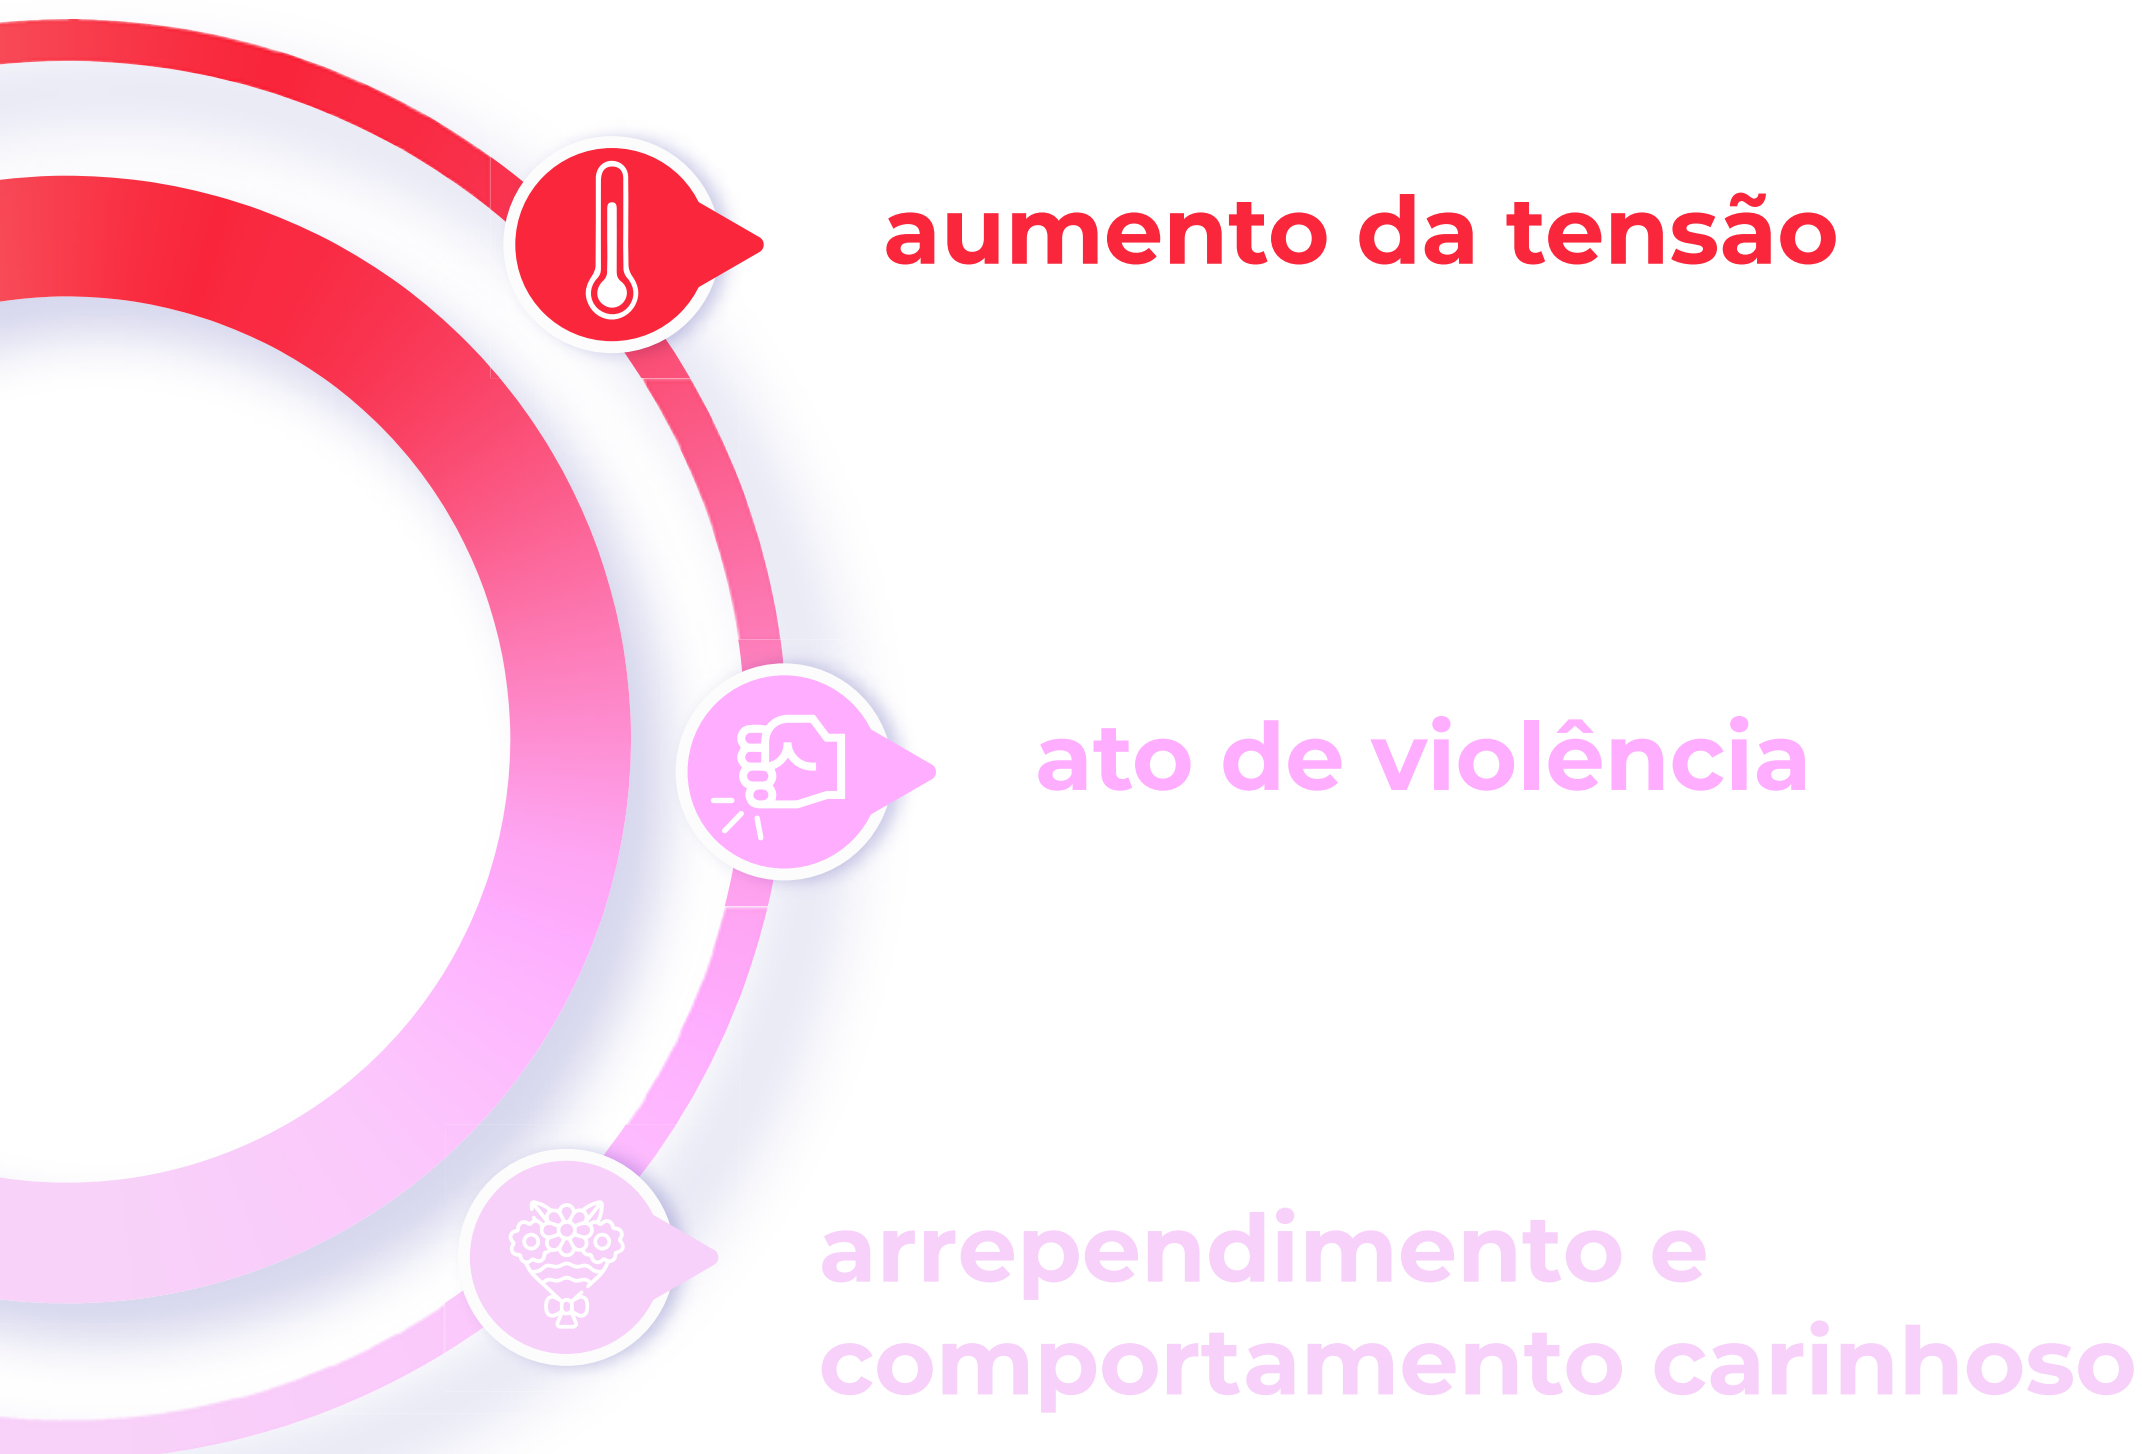 aumento da tensão
ato de violência
arrependimento e
comportamento carinhoso